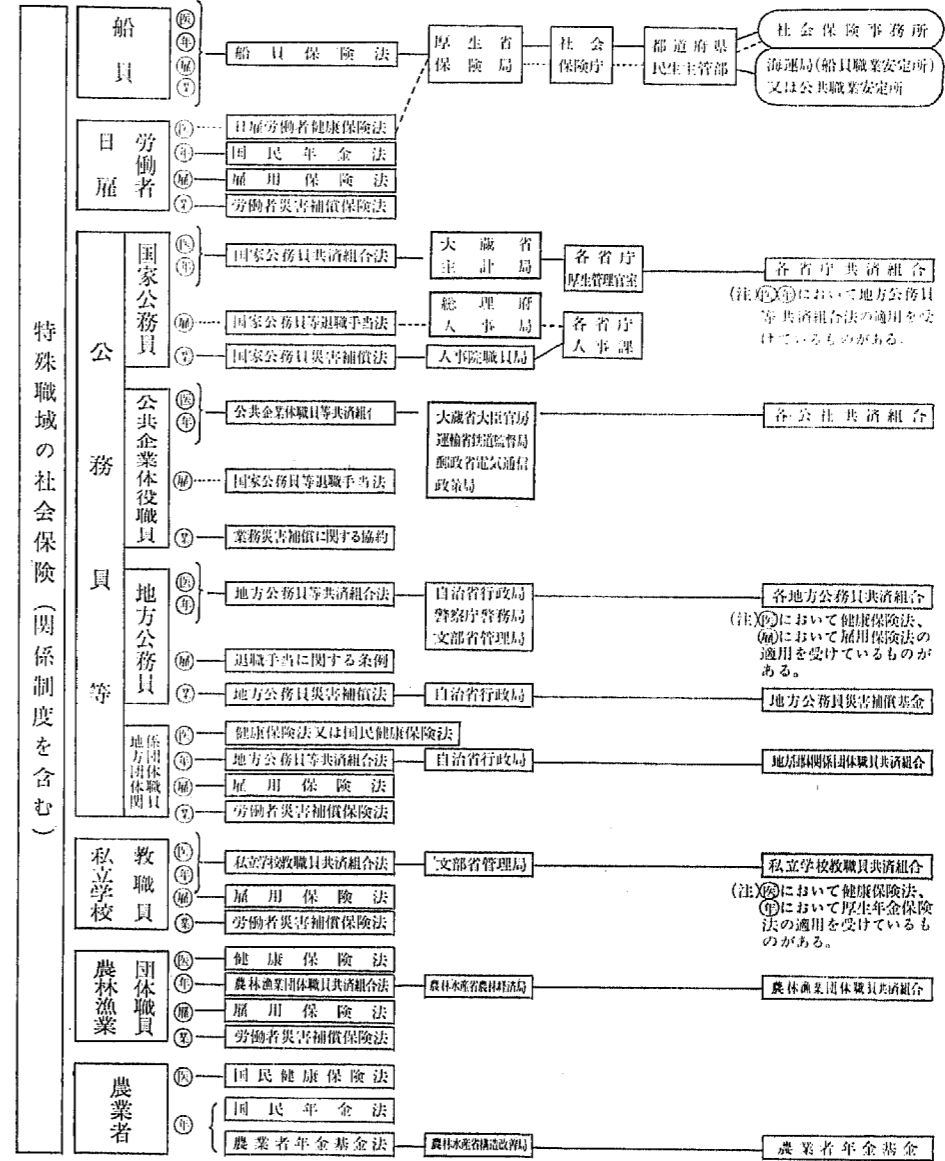 特殊職域の社会保険(関係制度を含む)
船員
医
年
雇
業
船員保険法
厚生省
保険局
社会
保険庁
都道府県
民生主管部
社会保険事務所
海運局(船員職業安定所)
又は公共職業安定所
日雇労働者
医
日雇労働者健康保険法
年
国民年金法
雇
雇用保険法
業
労働者災害補償保険法
公務員等
国家公務員
医
年
国家公務員共済組合法
大蔵省
主計局
各省庁
厚生管理官室
各省庁共済組合
(注)医年において地方公務員
等共済組合法の適用を受
けているものがある。
雇
国家公務員等退職手当法
総理府
人事局
各省庁
人事課
業
国家公務員災害補償法
人事院職員局
公共企業体役職員
医
年
公共企業体職員等共済組合
大蔵省大臣官房
運輸省鉄道監督局
郵政省電気通信
政策局
各公社共済組合
雇
国家公務員等退職手当法
業
業務災害補償に関する協約
地方公務員
医
年
地方公務員等共済組合法
自治省行政局
警察庁警務局
文部省管理局
各地方公務員共済組合
(注)医において健康保険法、
雇において雇用保険法の
適用を受けているものが
ある。
雇
退職手当に関する条例
業
地方公務員災害補償法
自治省行政局
地方公務員災害補償基金
地方団体関係団体職員
医
健康保険法又は国民健康保険法
年
地方公務員等共済組合法
自治省行政局
地方団体関係団体職員共済組合
雇
雇用保険法
業
労働者災害補償保険法
私立学校教職員
医
年
私立学校教職員共済組合法
文部省管理局
私立学校教職員共済組合
(注)医において健康保険法、
年において厚生年金保険
法の適用を受けているも
のがある。
雇
雇用保険法
業
労働者災害補償保険法
農林漁業団体職員
医
健康保険法
年
農林漁業団体職員共済組合法
農林水産省農林経済局
農林漁業団体職員共済組合
雇
雇用保険法
業
労働者災害補償保険法
農業者
医
国民健康保険法
年
国民年金法
農業者年金基金法
農林水産省構造改善局
農業者年金基金